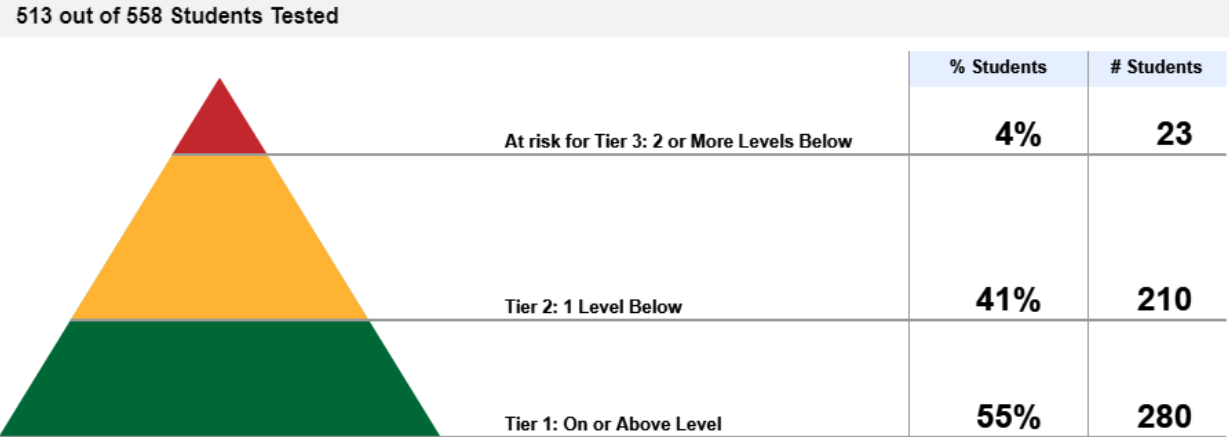 513 out of 558 Students Tested
% Students # Students
At risk for Tier 3: 2 or More Levels Below 4% 23
Tier 2: 1 Level Below 41% 210
Tier 1: On or Above Level 55% 280